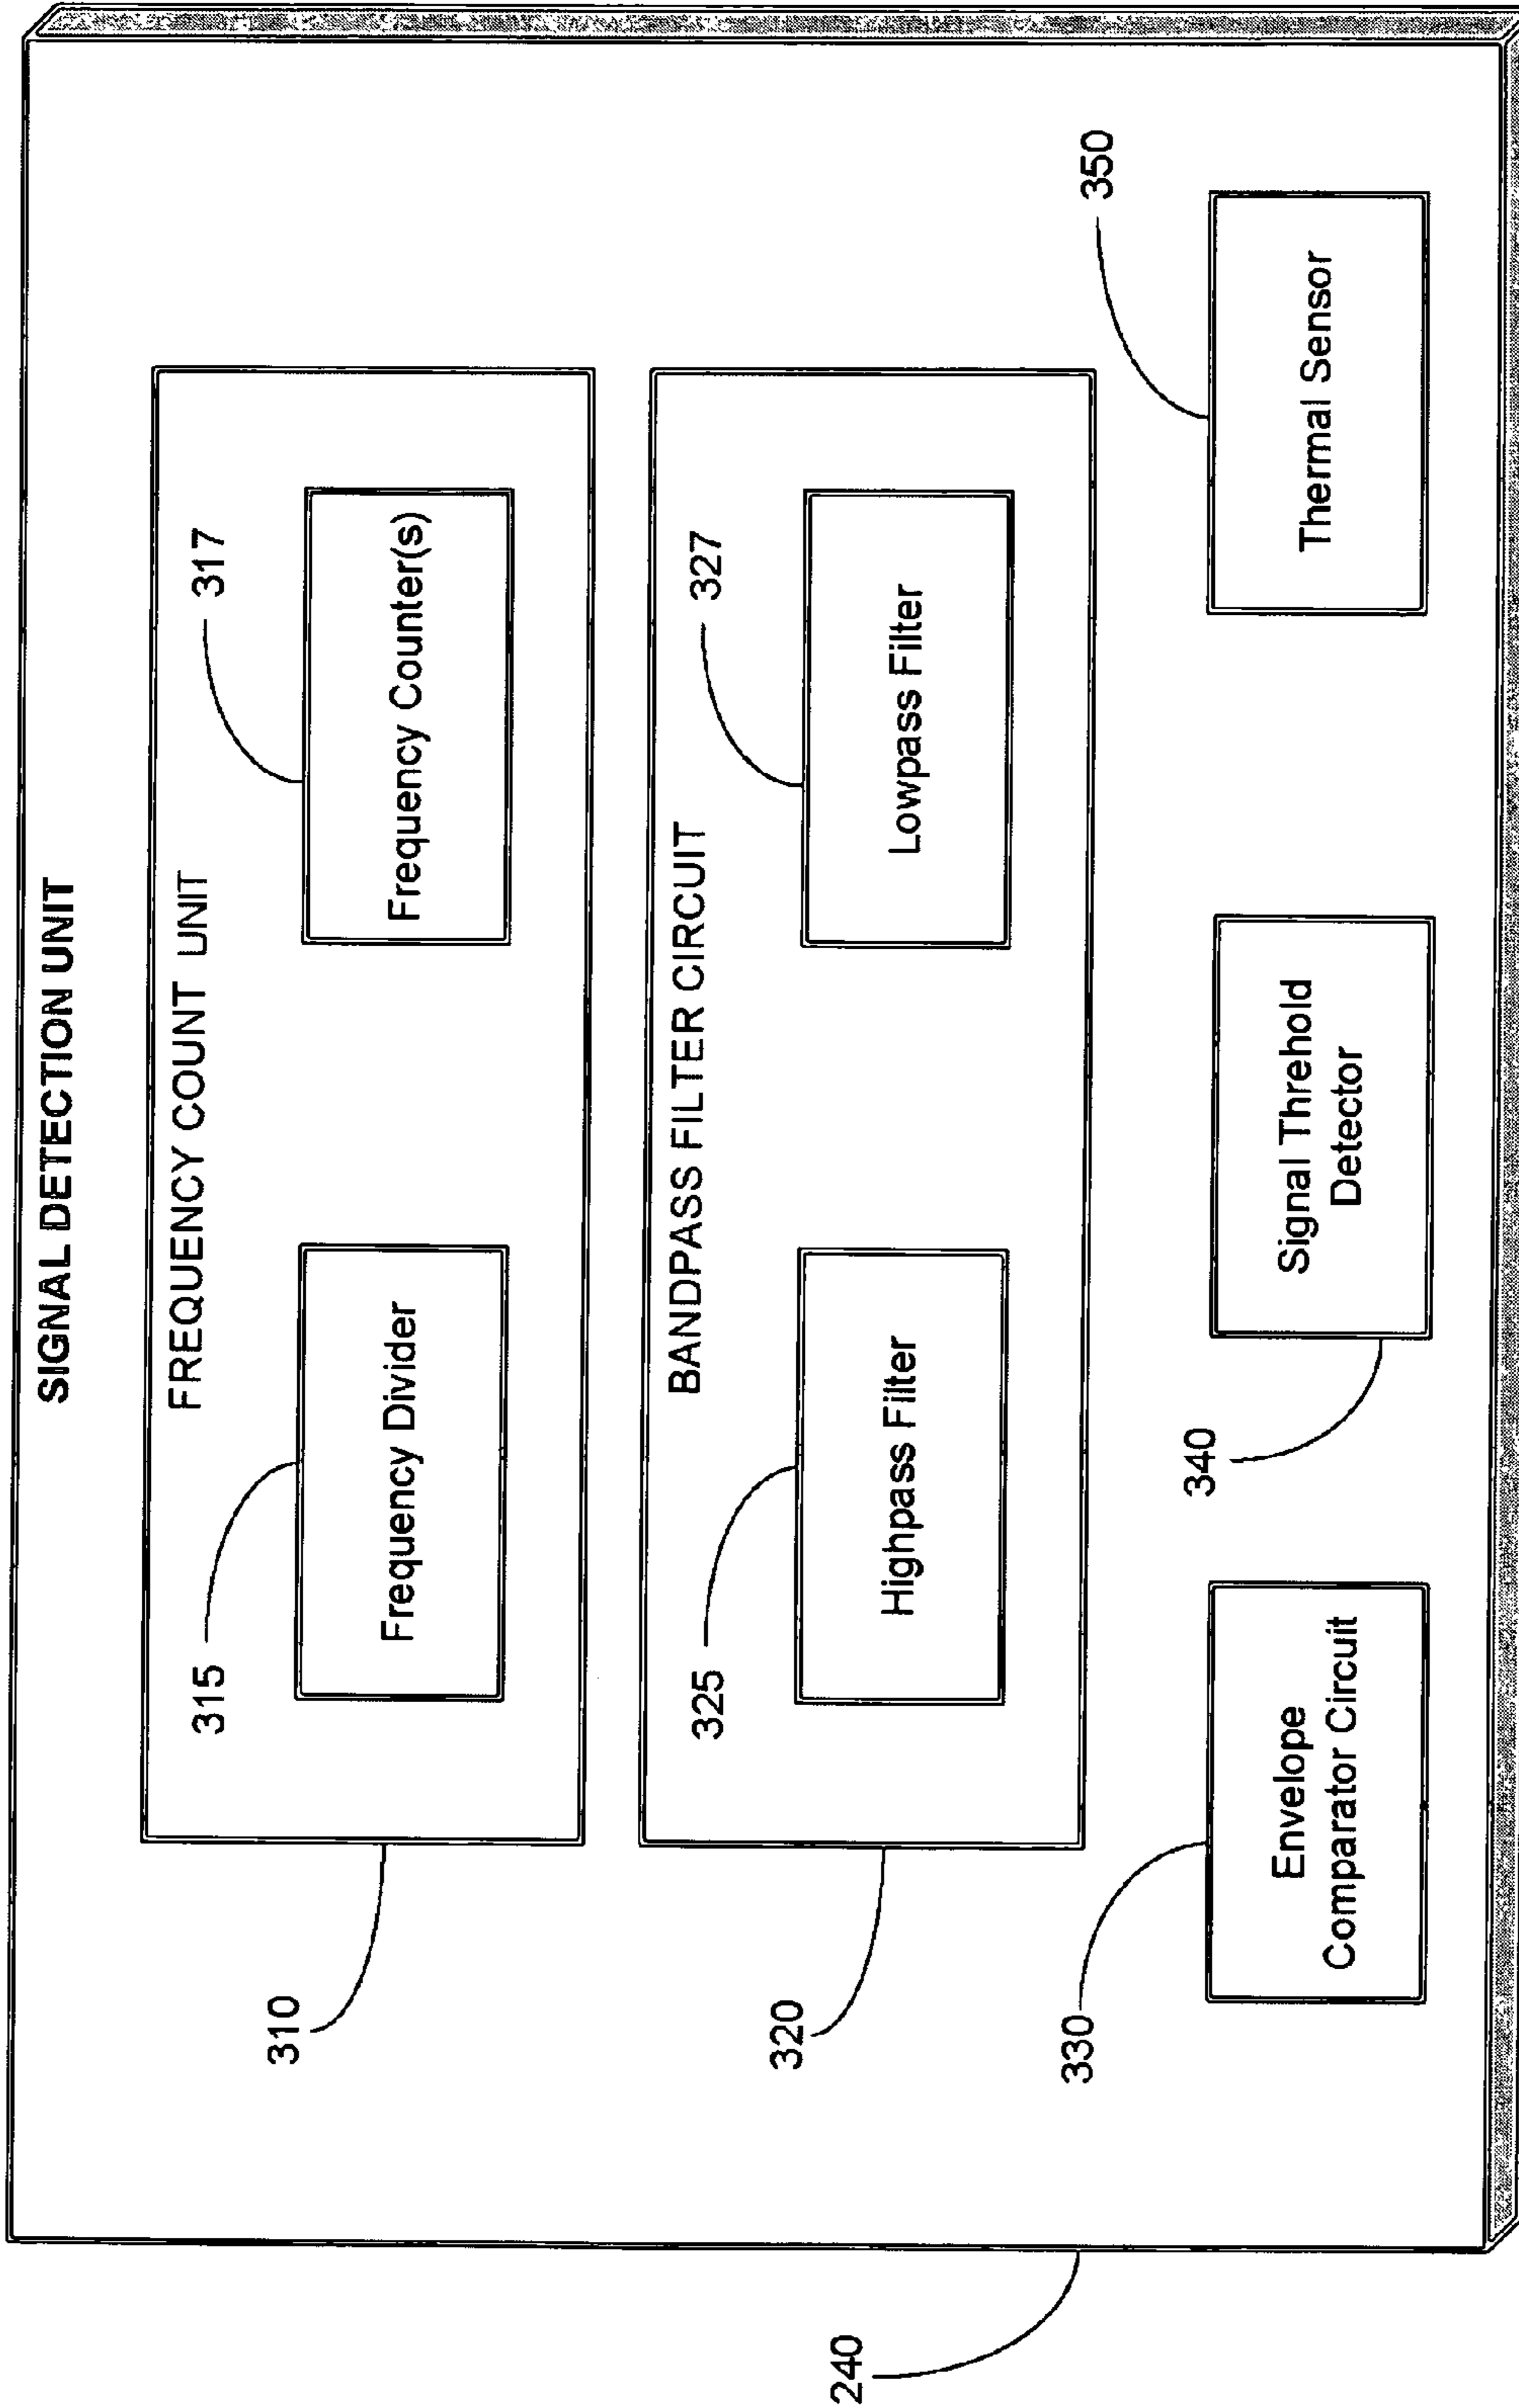 SIGNAL DETECTION UNIT
FREQUENCY COUNT UNIT
315
317
Frequency Divider
Frequency Counter(s)
310
BANDPASS FILTER CIRCUIT
325
327
Highpass Filter
Lowpass Filter
320
240
330
350
Envelope
Comparator Circuit
340
Signal Threhold
Detector
Thermal Sensor